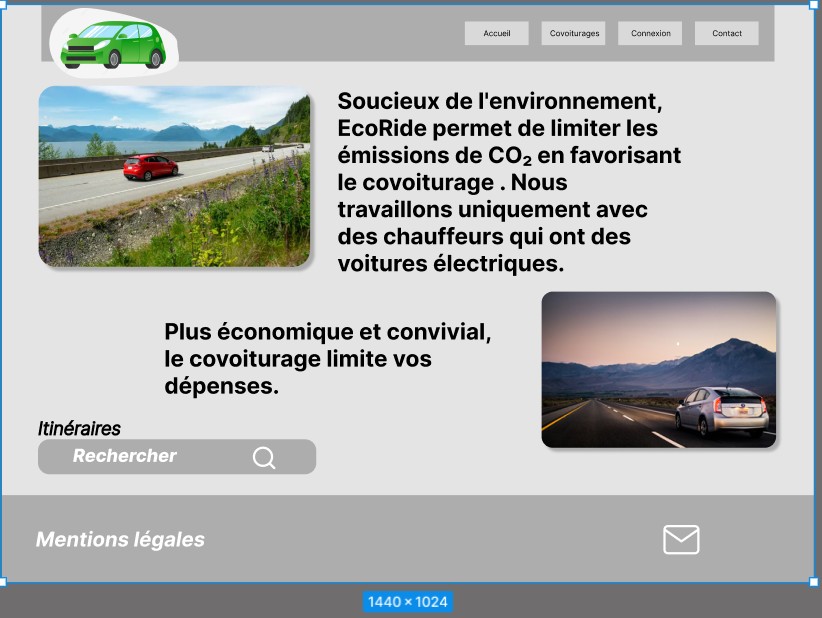 Accueil
Covoiturages
Connexion
Contact
Soucieux de l'environnement,
EcoRide permet de limiter les
émissions de CO₂ en favorisant
le covoiturage . Nous
travaillons uniquement avec
des chauffeurs qui ont des
voitures électriques.
Plus économique et convivial,
le covoiturage limite vos
dépenses.
Itinéraires
Rechercher
Mentions légales
1440 × 1024